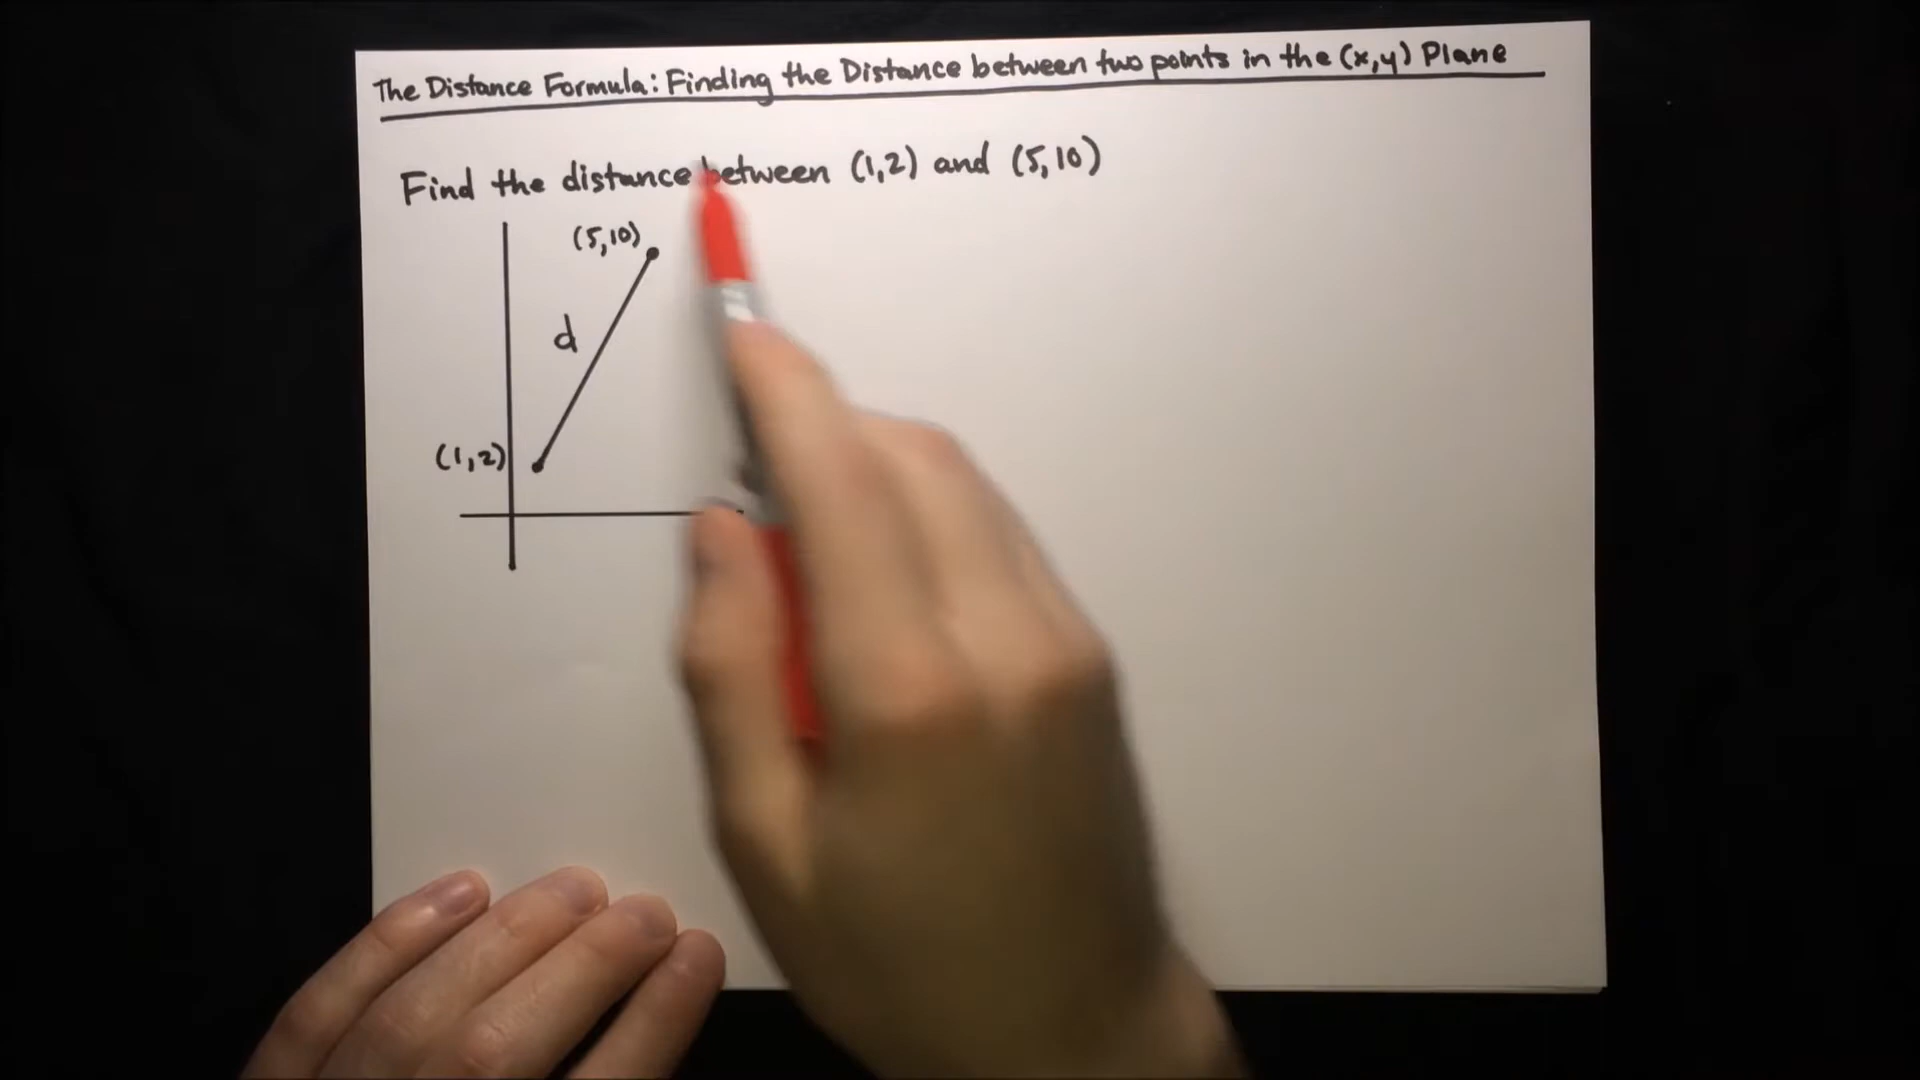 The Distance Formula: Finding the Distance between two points in the (x,y) Plane
Find the distance between (1,2) and (5,10)
(5,10)
d
(1,2)